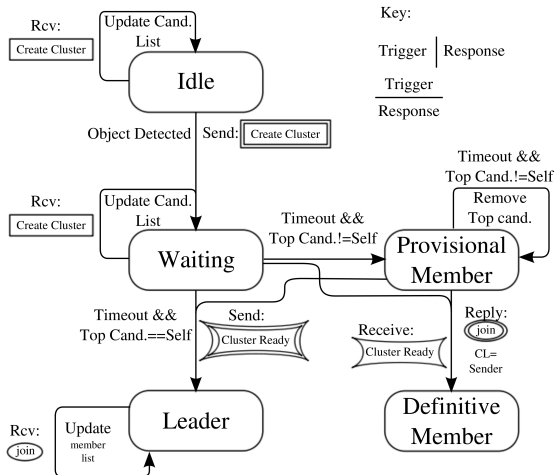 Rcv:
Create Cluster
Update Cand.
List
Idle
Key:
Trigger
Response
Trigger
Response
Object Detected
Send:
Create Cluster
Rcv:
Create Cluster
Update Cand.
List
Waiting
Timeout &&
Top Cand.!=Self
Timeout &&
Top Cand.!=Self
Remove
Top cand.
Provisional
Member
Timeout &&
Top Cand.==Self
Send:
Cluster Ready
Receive:
Cluster Ready
Reply:
join
CL=
Sender
Rcv:
join
Update
member
list
Leader
Definitive
Member